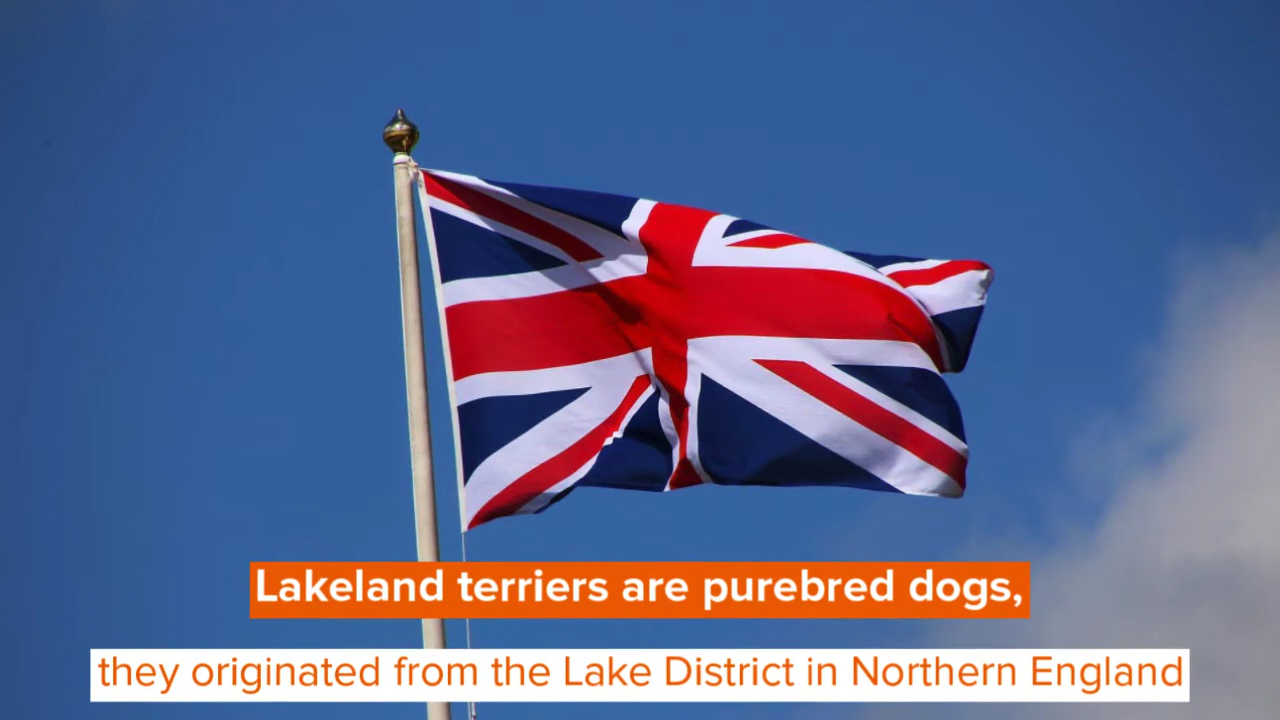 Lakeland terriers are purebred dogs,
they originated from the Lake District in Northern England